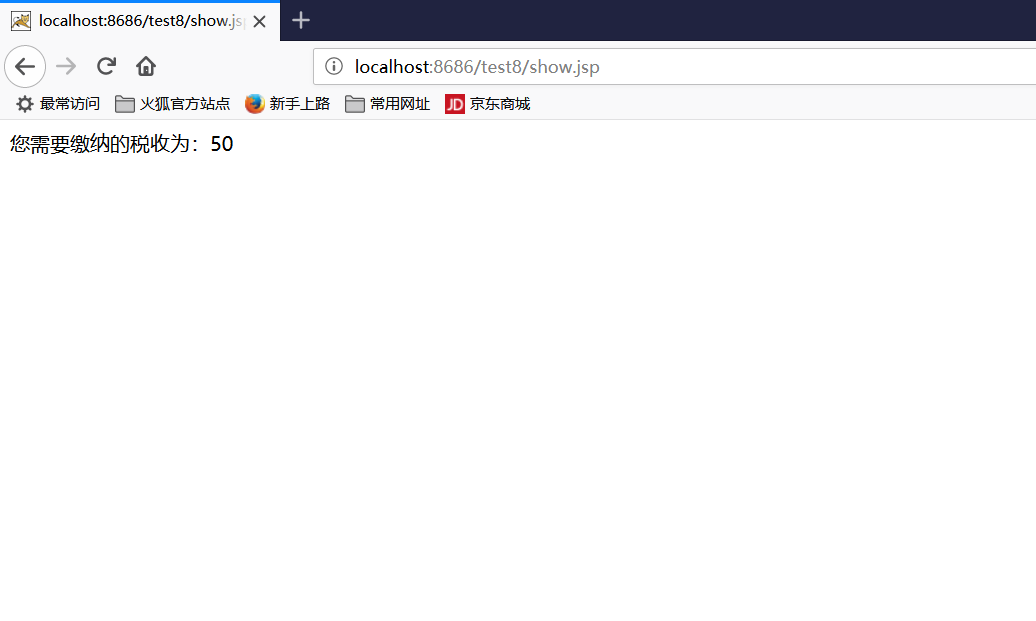 localhost:8686/test8/show.jsp
localhost:8686/test8/show.jsp
最常访问 火狐官方站点 新手上路 常用网址 JD 京东商城
您需要缴纳的税收为：50